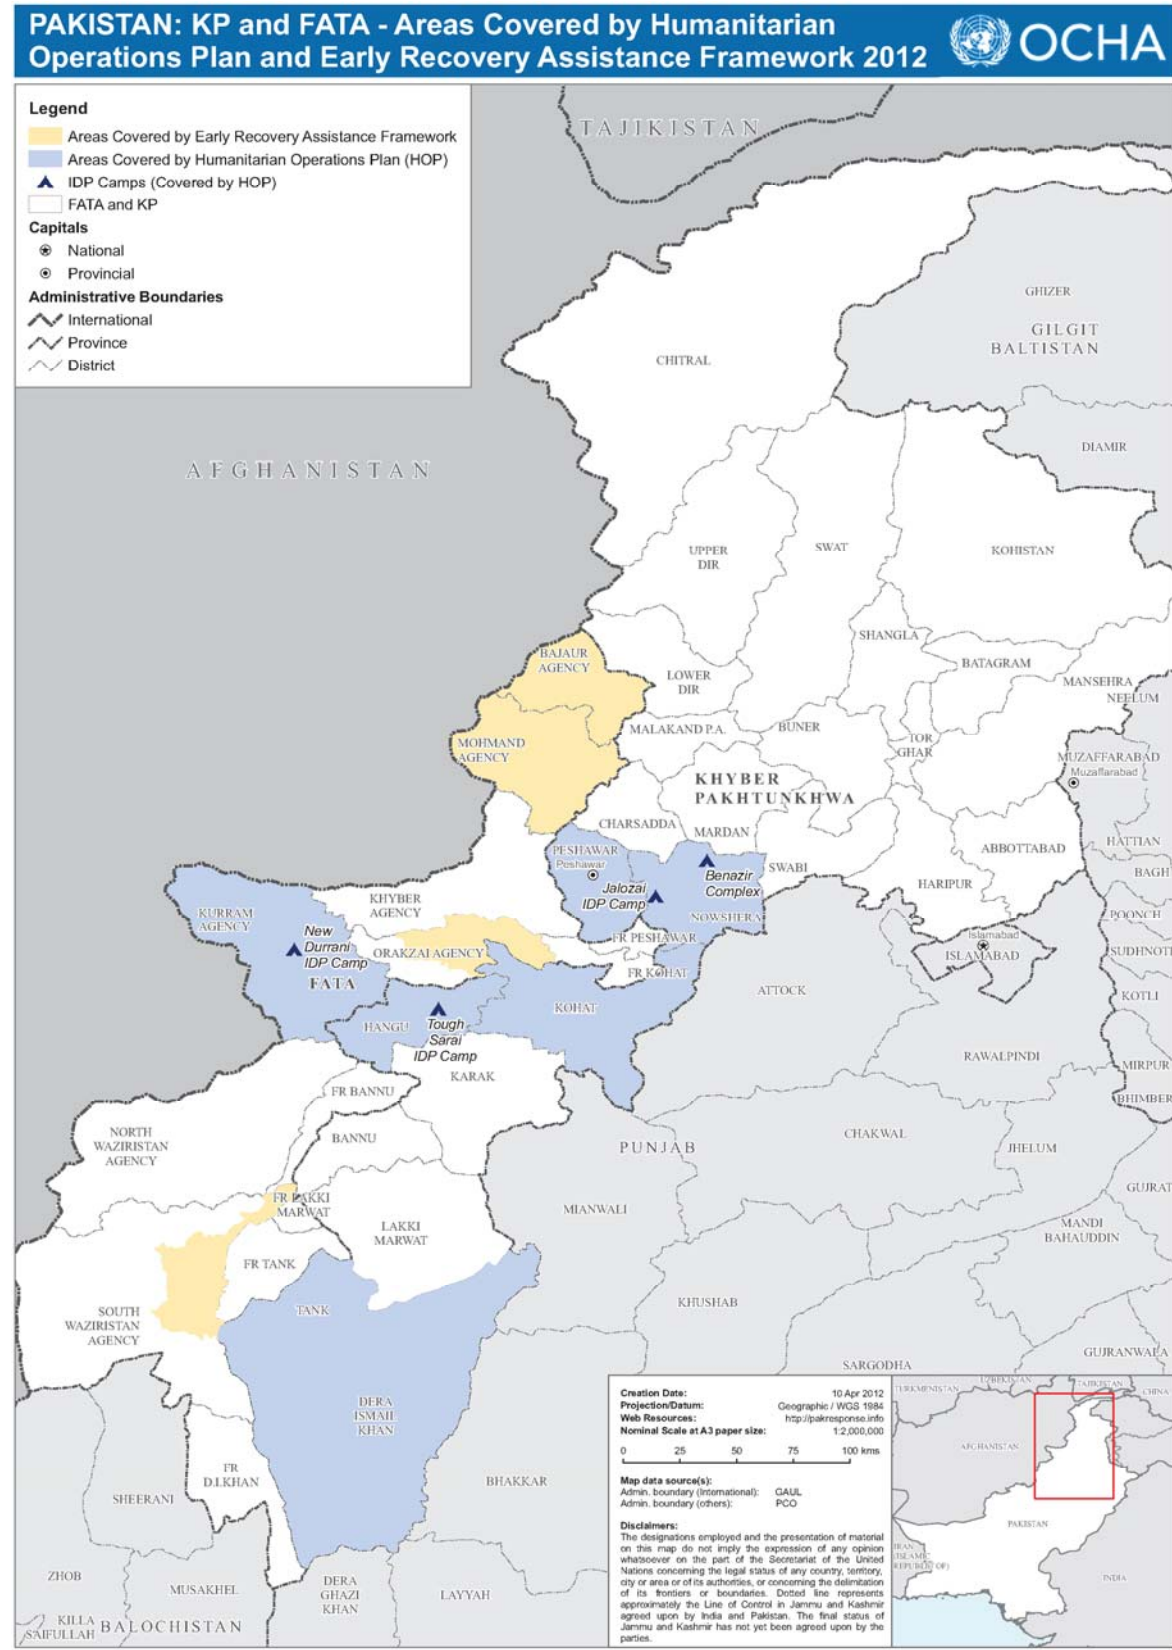 PAKISTAN: KP and FATA - Areas Covered by Humanitarian
Operations Plan and Early Recovery Assistance Framework 2012
OCHA
Legend
Areas Covered by Early Recovery Assistance Framework
Areas Covered by Humanitarian Operations Plan (HOP)
IDP Camps (Covered by HOP)
FATA and KP
Capitals
National
Provincial
Administrative Boundaries
International
Province
District
TAJIKISTAN
GHIZER
GILGIT
BALTISTAN
CHITRAL
DIAMIR
AFGHANISTAN
UPPER
DIR
SWAT
KOHISTAN
SHANGLA
BAJAUR
AGENCY
BATAGRAM
LOWER
DIR
MANSEHRA
NEELUM
MALAKAND P.A.
BUNER
TOR
GHAR
MOHMAND
AGENCY
MUZAFFARABAD
Muzaffarabad
KHYBER
PAKHTUNKHWA
CHARSADDA
MARDAN
HATTIAN
PESHAWAR
Peshawar
ABBOTTABAD
SWABI
BAGH
Benazir
Complex
Jalozai
IDP Camp
HARIPUR
KHYBER
AGENCY
KURRAM
AGENCY
NOWSHERA
POONCH
New
Durrani
IDP Camp
FR PESHAWAR
Islamabad
ISLAMABAD
ORAKZAI AGENCY
SUDHNOTI
FR KOHAT
FATA
ATTOCK
KOTLI
KOHAT
HANGU
Tough
Sarai
IDP Camp
RAWALPINDI
MIRPUR
KARAK
FR BANNU
BHIMBER
NORTH
WAZIRISTAN
AGENCY
BANNU
PUNJAB
CHAKWAL
JHELUM
GUJRAT
FR LAKKI
MARWAT
MIANWALI
LAKKI
MARWAT
MANDI
BAHAUDDIN
FR TANK
KHUSHAB
TANK
SOUTH
WAZIRISTAN
AGENCY
GUJRANWALA
SARGODHA
DERA
ISMAIL
KHAN
FR
D.I.KHAN
BHAKKAR
SHEERANI
ZHOB
MUSAKHEL
DERA
GHAZI
KHAN
LAYYAH
KILLA
SAIFULLAH
BALOCHISTAN
Creation Date: 10 Apr 2012
Projection/Datum: Geographic / WGS 1984
Web Resources: http://pakresponse.info
Nominal Scale at A3 paper size: 1:2,000,000
0 25 50 75 100 kms
Map data source(s):
Admin. boundary (International): GAUL
Admin. boundary (others): PCO
Disclaimers:
The designations employed and the presentation of material
on this map do not imply the expression of any opinion
whatsoever on the part of the Secretariat of the United
Nations concerning the legal status of any country, territory,
city or area or of its authorities, or concerning the delimitation
of its frontiers or boundaries. Dotted line represents
approximately the Line of Control in Jammu and Kashmir
agreed upon by India and Pakistan. The final status of
Jammu and Kashmir has not yet been agreed upon by the
parties.
TURKMENISTAN
UZBEKISTAN
TAJIKISTAN
CHINA
AFGHANISTAN
PAKISTAN
IRAN
(ISLAMIC
REPUBLIC OF)
INDIA